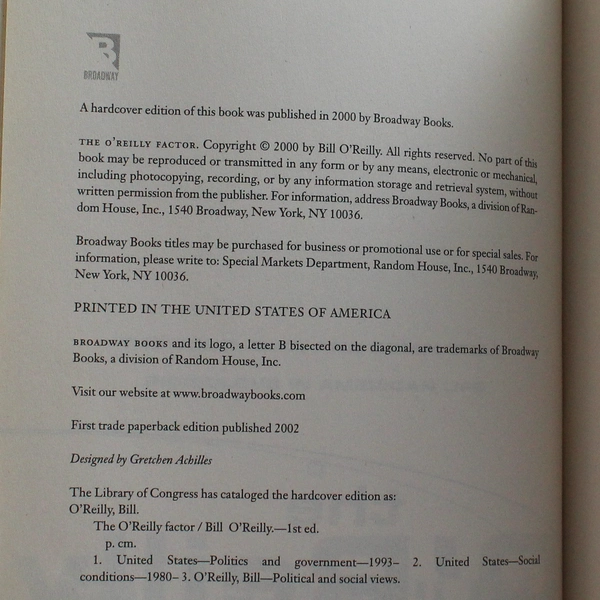 B
BROADWAY
A hardcover edition of this book was published in 2000 by Broadway Books.
THE O'REILLY FACTOR. Copyright © 2000 by Bill O'Reilly. All rights reserved. No part of this
book may be reproduced or transmitted in any form or by any means, electronic or mechanical,
including photocopying, recording, or by any information storage and retrieval system, without
written permission from the publisher. For information, address Broadway Books, a division of Ran-
dom House, Inc., 1540 Broadway, New York, NY 10036.
Broadway Books titles may be purchased for business or promotional use or for special sales. For
information, please write to: Special Markets Department, Random House, Inc., 1540 Broadway,
New York, NY 10036.
PRINTED IN THE UNITED STATES OF AMERICA
BROADWAY BOOKS and its logo, a letter B bisected on the diagonal, are trademarks of Broadway
Books, a division of Random House, Inc.
Visit our website at www.broadwaybooks.com
First trade paperback edition published 2002
Designed by Gretchen Achilles
The Library of Congress has cataloged the hardcover edition as:
O'Reilly, Bill.
The O'Reilly factor / Bill O'Reilly.—1st ed.
p. cm.
1. United States—Politics and government—1993– 2. United States—Social
conditions—1980– 3. O'Reilly, Bill—Political and social views.